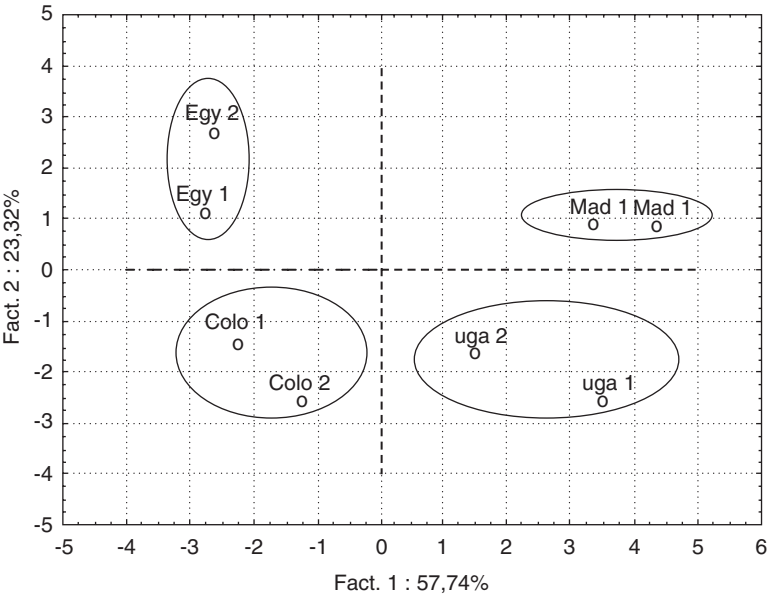 5
4
3
2
1
0
-1
-2
-3
-4
-5
Fact. 2 : 23,32%
Egy 2
Egy 1
Mad 1 Mad 1
Colo 1
Colo 2
uga 2
uga 1
-5 -4 -3 -2 -1 0 1 2 3 4 5 6
Fact. 1 : 57,74%